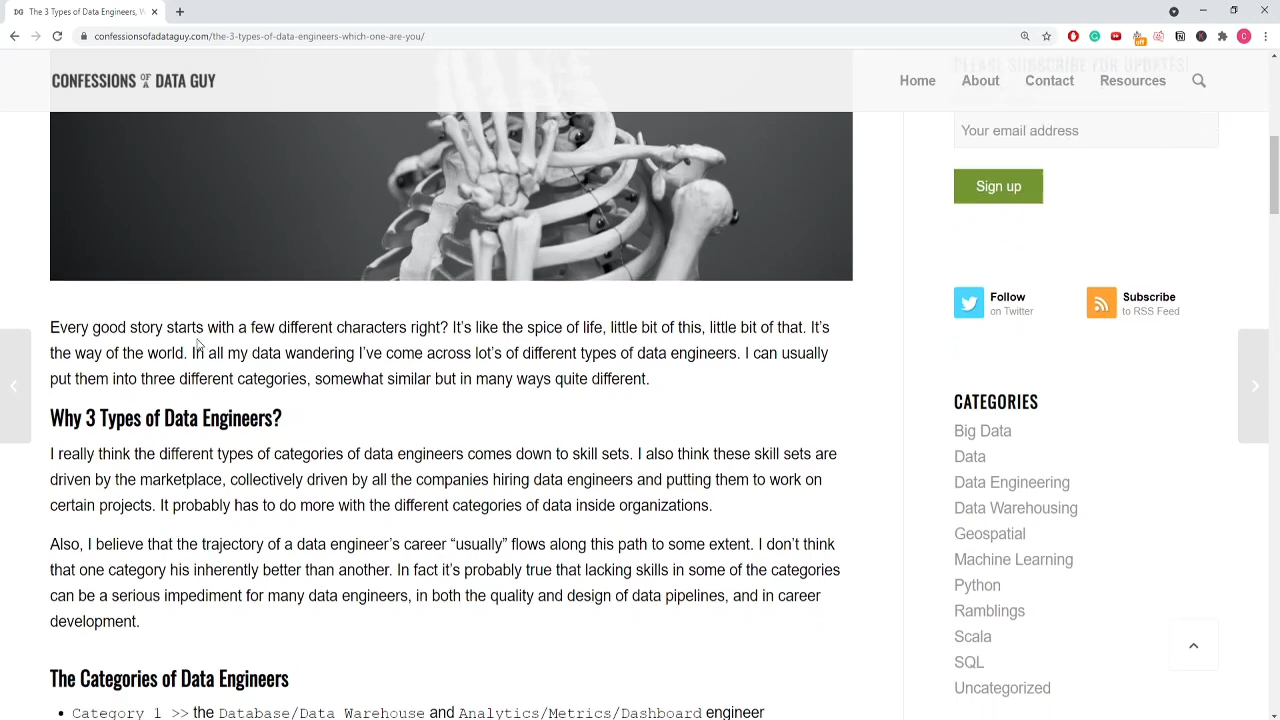 DG The 3 Types of Data Engineers, W
confessionsofadataguy.com/the-3-types-of-data-engineers-which-one-are-you/
off
C
CONFESSIONS OF A DATA GUY
Home About Contact Resources
PLEASE SUBSCRIBE FOR UPDATES!
Your email address
Sign up
Follow
on Twitter
Subscribe
to RSS Feed
Every good story starts with a few different characters right? It’s like the spice of life, little bit of this, little bit of that. It’s
the way of the world. In all my data wandering I’ve come across lot’s of different types of data engineers. I can usually
put them into three different categories, somewhat similar but in many ways quite different.
Why 3 Types of Data Engineers?
I really think the different types of categories of data engineers comes down to skill sets. I also think these skill sets are
driven by the marketplace, collectively driven by all the companies hiring data engineers and putting them to work on
certain projects. It probably has to do more with the different categories of data inside organizations.
Also, I believe that the trajectory of a data engineer’s career “usually” flows along this path to some extent. I don’t think
that one category his inherently better than another. In fact it’s probably true that lacking skills in some of the categories
can be a serious impediment for many data engineers, in both the quality and design of data pipelines, and in career
development.
The Categories of Data Engineers
• Category 1 >> the Database/Data Warehouse and Analytics/Metrics/Dashboard engineer
CATEGORIES
Big Data
Data
Data Engineering
Data Warehousing
Geospatial
Machine Learning
Python
Ramblings
Scala
SQL
Uncategorized